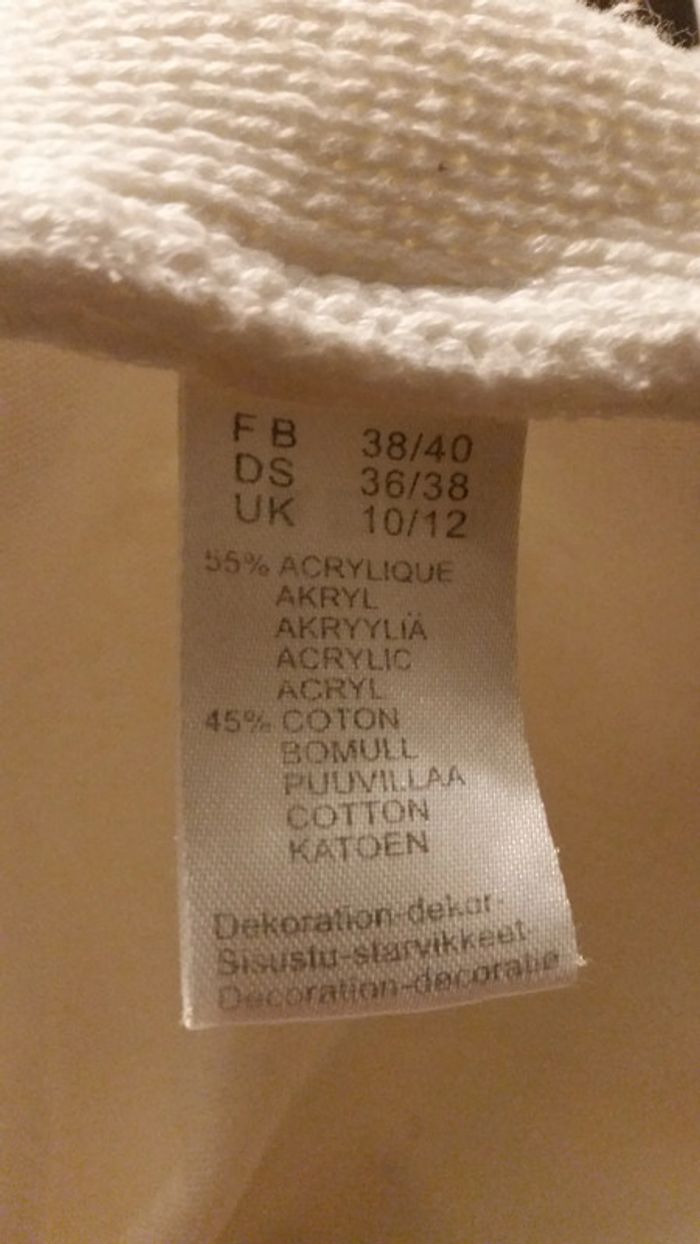 F B 38/40
DS 36/38
UK 10/12
55% ACRYLIQUE
AKRYL
AKRYYLIÄ
ACRYLIC
ACRYL
45% COTON
BOMULL
PUUVILLAA
COTTON
KATOEN
Dekoration-dekor-
Sisustu-starvikkeet-
Decoration-decoratie